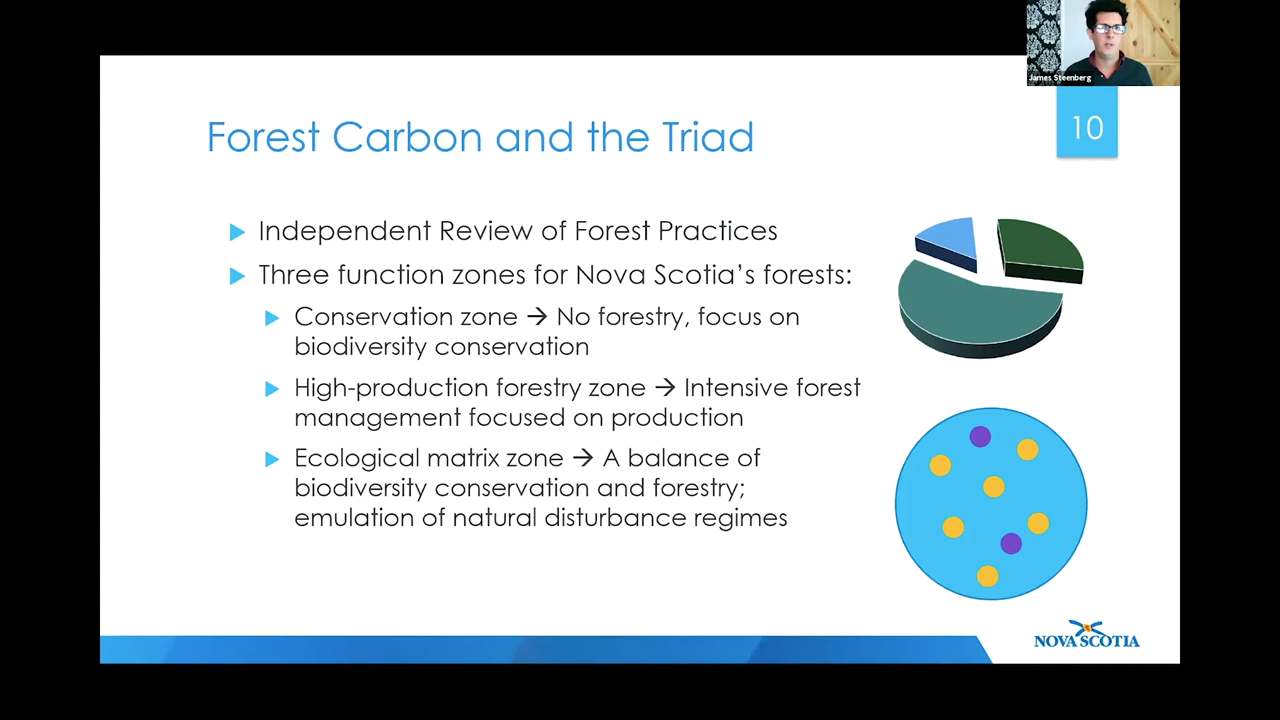 James Steenberg
10
Forest Carbon and the Triad
Independent Review of Forest Practices
Three function zones for Nova Scotia’s forests:
Conservation zone → No forestry, focus on
biodiversity conservation
High-production forestry zone → Intensive forest
management focused on production
Ecological matrix zone → A balance of
biodiversity conservation and forestry;
emulation of natural disturbance regimes
NOVA SCOTIA